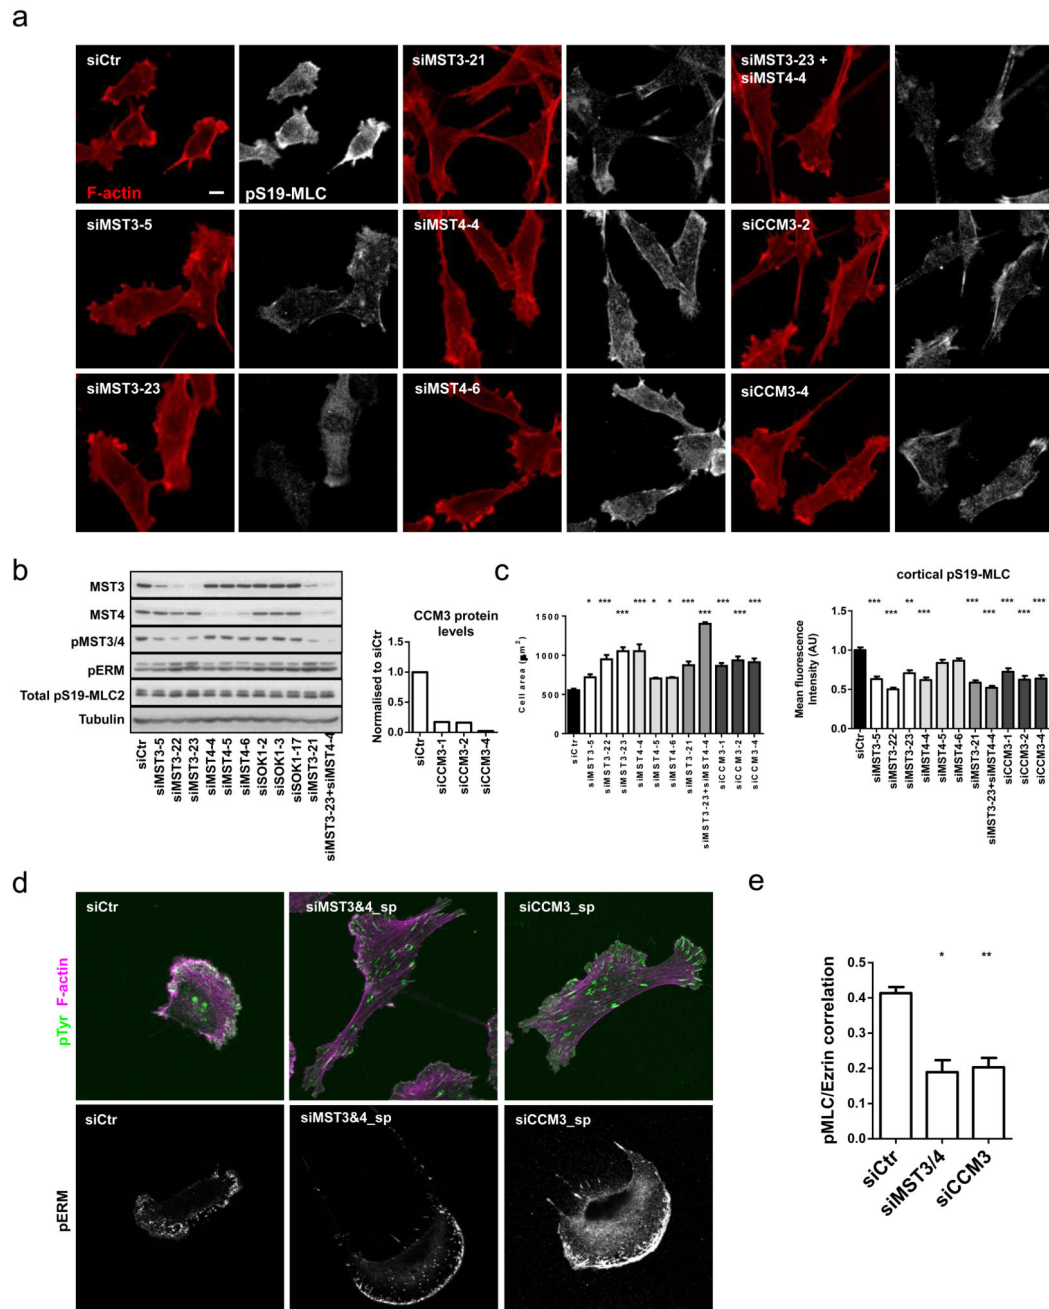 a
siCtr
siMST3-21
siMST3-23 +
siMST4-4
F-actin
pS19-MLC
siMST3-5
siMST4-4
siCCM3-2
siMST3-23
siMST4-6
siCCM3-4
b
MST3
MST4
pMST3/4
pERM
Total pS19-MLC2
Tubulin
siCtr
siMST3-5
siMST3-22
siMST3-23
siMST4-4
siMST4-5
siMST4-6
siSOK1-2
siSOK1-3
siSOK1-17
siMST3-21
siMST3-23+siMST4-4
CCM3 protein
levels
Normalised to siCtr
1.5
1.0
0.5
0.0
siCtr
siCCM3-1
siCCM3-2
siCCM3-4
c
* *** *** *** * * *** *** *** *** ***
Cell area (µm²)
1500
1000
500
0
siCtr
siMST3-5
siMST3-22
siMST3-23
siMST4-4
siMST4-5
siMST4-6
siMST3-21
siMST3-23+siMST4-4
siCCM3-1
siCCM3-2
siCCM3-4
cortical pS19-MLC
*** *** ** *** *** *** *** *** ***
Mean fluorescence
Intensity (AU)
1.5
1.0
0.5
0.0
siCtr
siMST3-5
siMST3-22
siMST3-23
siMST4-4
siMST4-5
siMST4-6
siMST3-21
siMST3-23+siMST4-4
siCCM3-1
siCCM3-2
siCCM3-4
d
pTyr F-actin
siCtr
siMST3&4_sp
siCCM3_sp
pERM
siCtr
siMST3&4_sp
siCCM3_sp
e
* **
pMLC/Ezrin correlation
0.6
0.4
0.2
0.0
siCtr
siMST3/4
siCCM3